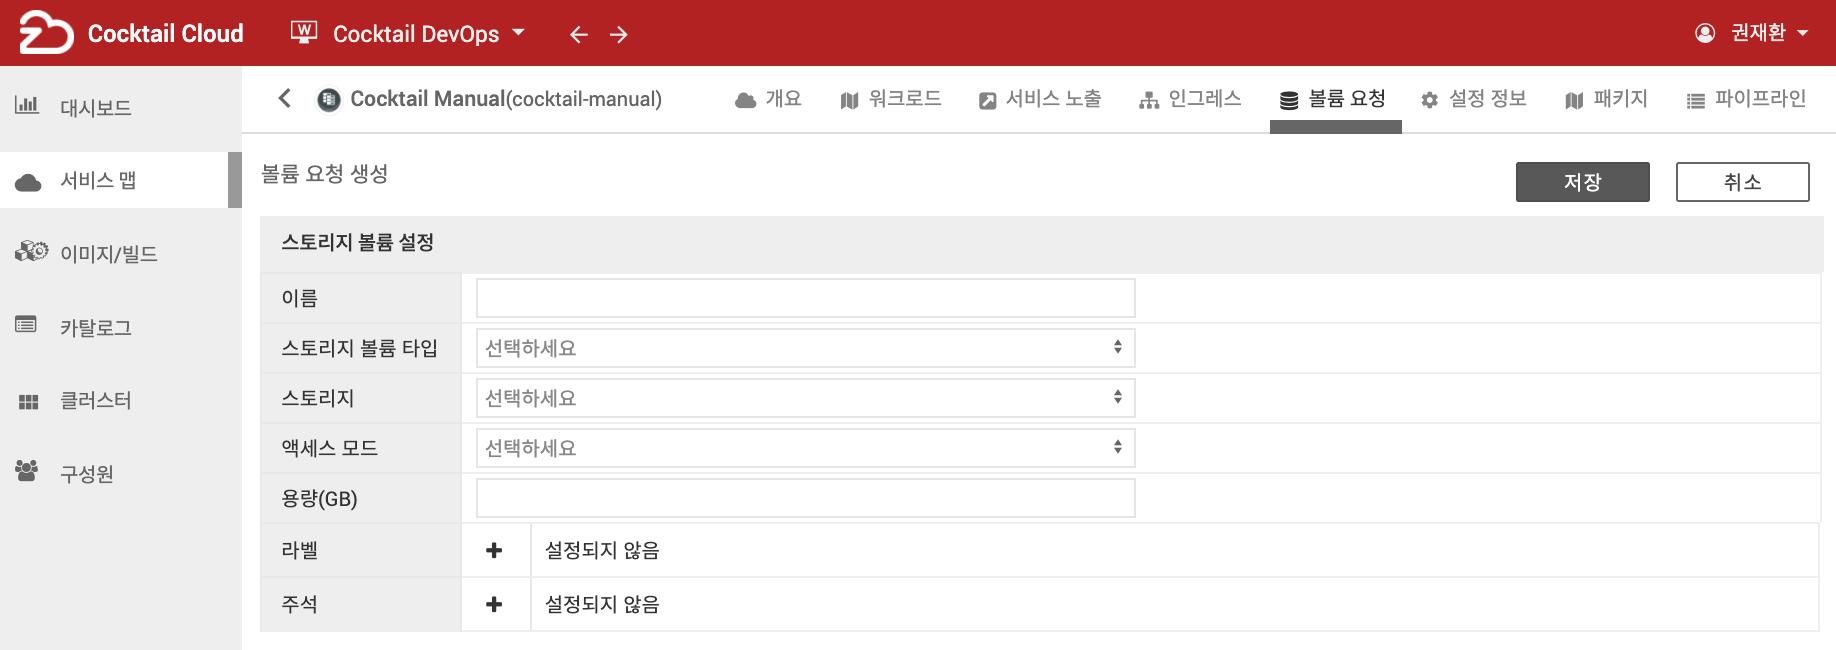 Cocktail Cloud
W Cocktail DevOps
권재환
대시보드
서비스 맵
이미지/빌드
카탈로그
클러스터
구성원
Cocktail Manual(cocktail-manual)
개요
워크로드
서비스 노출
인그레스
볼륨 요청
설정 정보
패키지
파이프라인
볼륨 요청 생성
저장
취소
스토리지 볼륨 설정
이름
스토리지 볼륨 타입
선택하세요
스토리지
선택하세요
액세스 모드
선택하세요
용량(GB)
라벨
설정되지 않음
주석
설정되지 않음